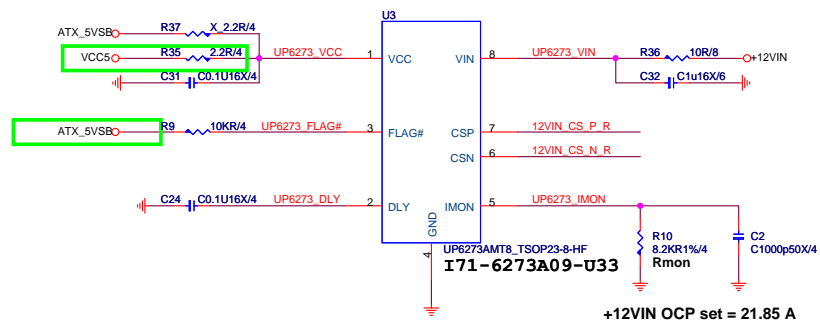 U3
R37 X_2.2R/4
ATX_5VSB
R35 2.2R/4
VCC5
UP6273_VCC
1
VCC
VIN
8
UP6273_VIN
R36 10R/8
+12VIN
C31 C0.1U16X/4
C32 C1u16X/6
ATX_5VSB
R9 10KR/4
UP6273_FLAG#
3
FLAG#
CSP
7
12VIN_CS_P_R
CSN
6
12VIN_CS_N_R
C24 C0.1U16X/4
UP6273_DLY
2
DLY
IMON
5
UP6273_IMON
GND
4
R10
8.2KR1%/4
Rmon
C2
C1000p50X/4
UP6273AMT8_TSOP23-8-HF
I71-6273A09-U33
+12VIN OCP set = 21.85 A